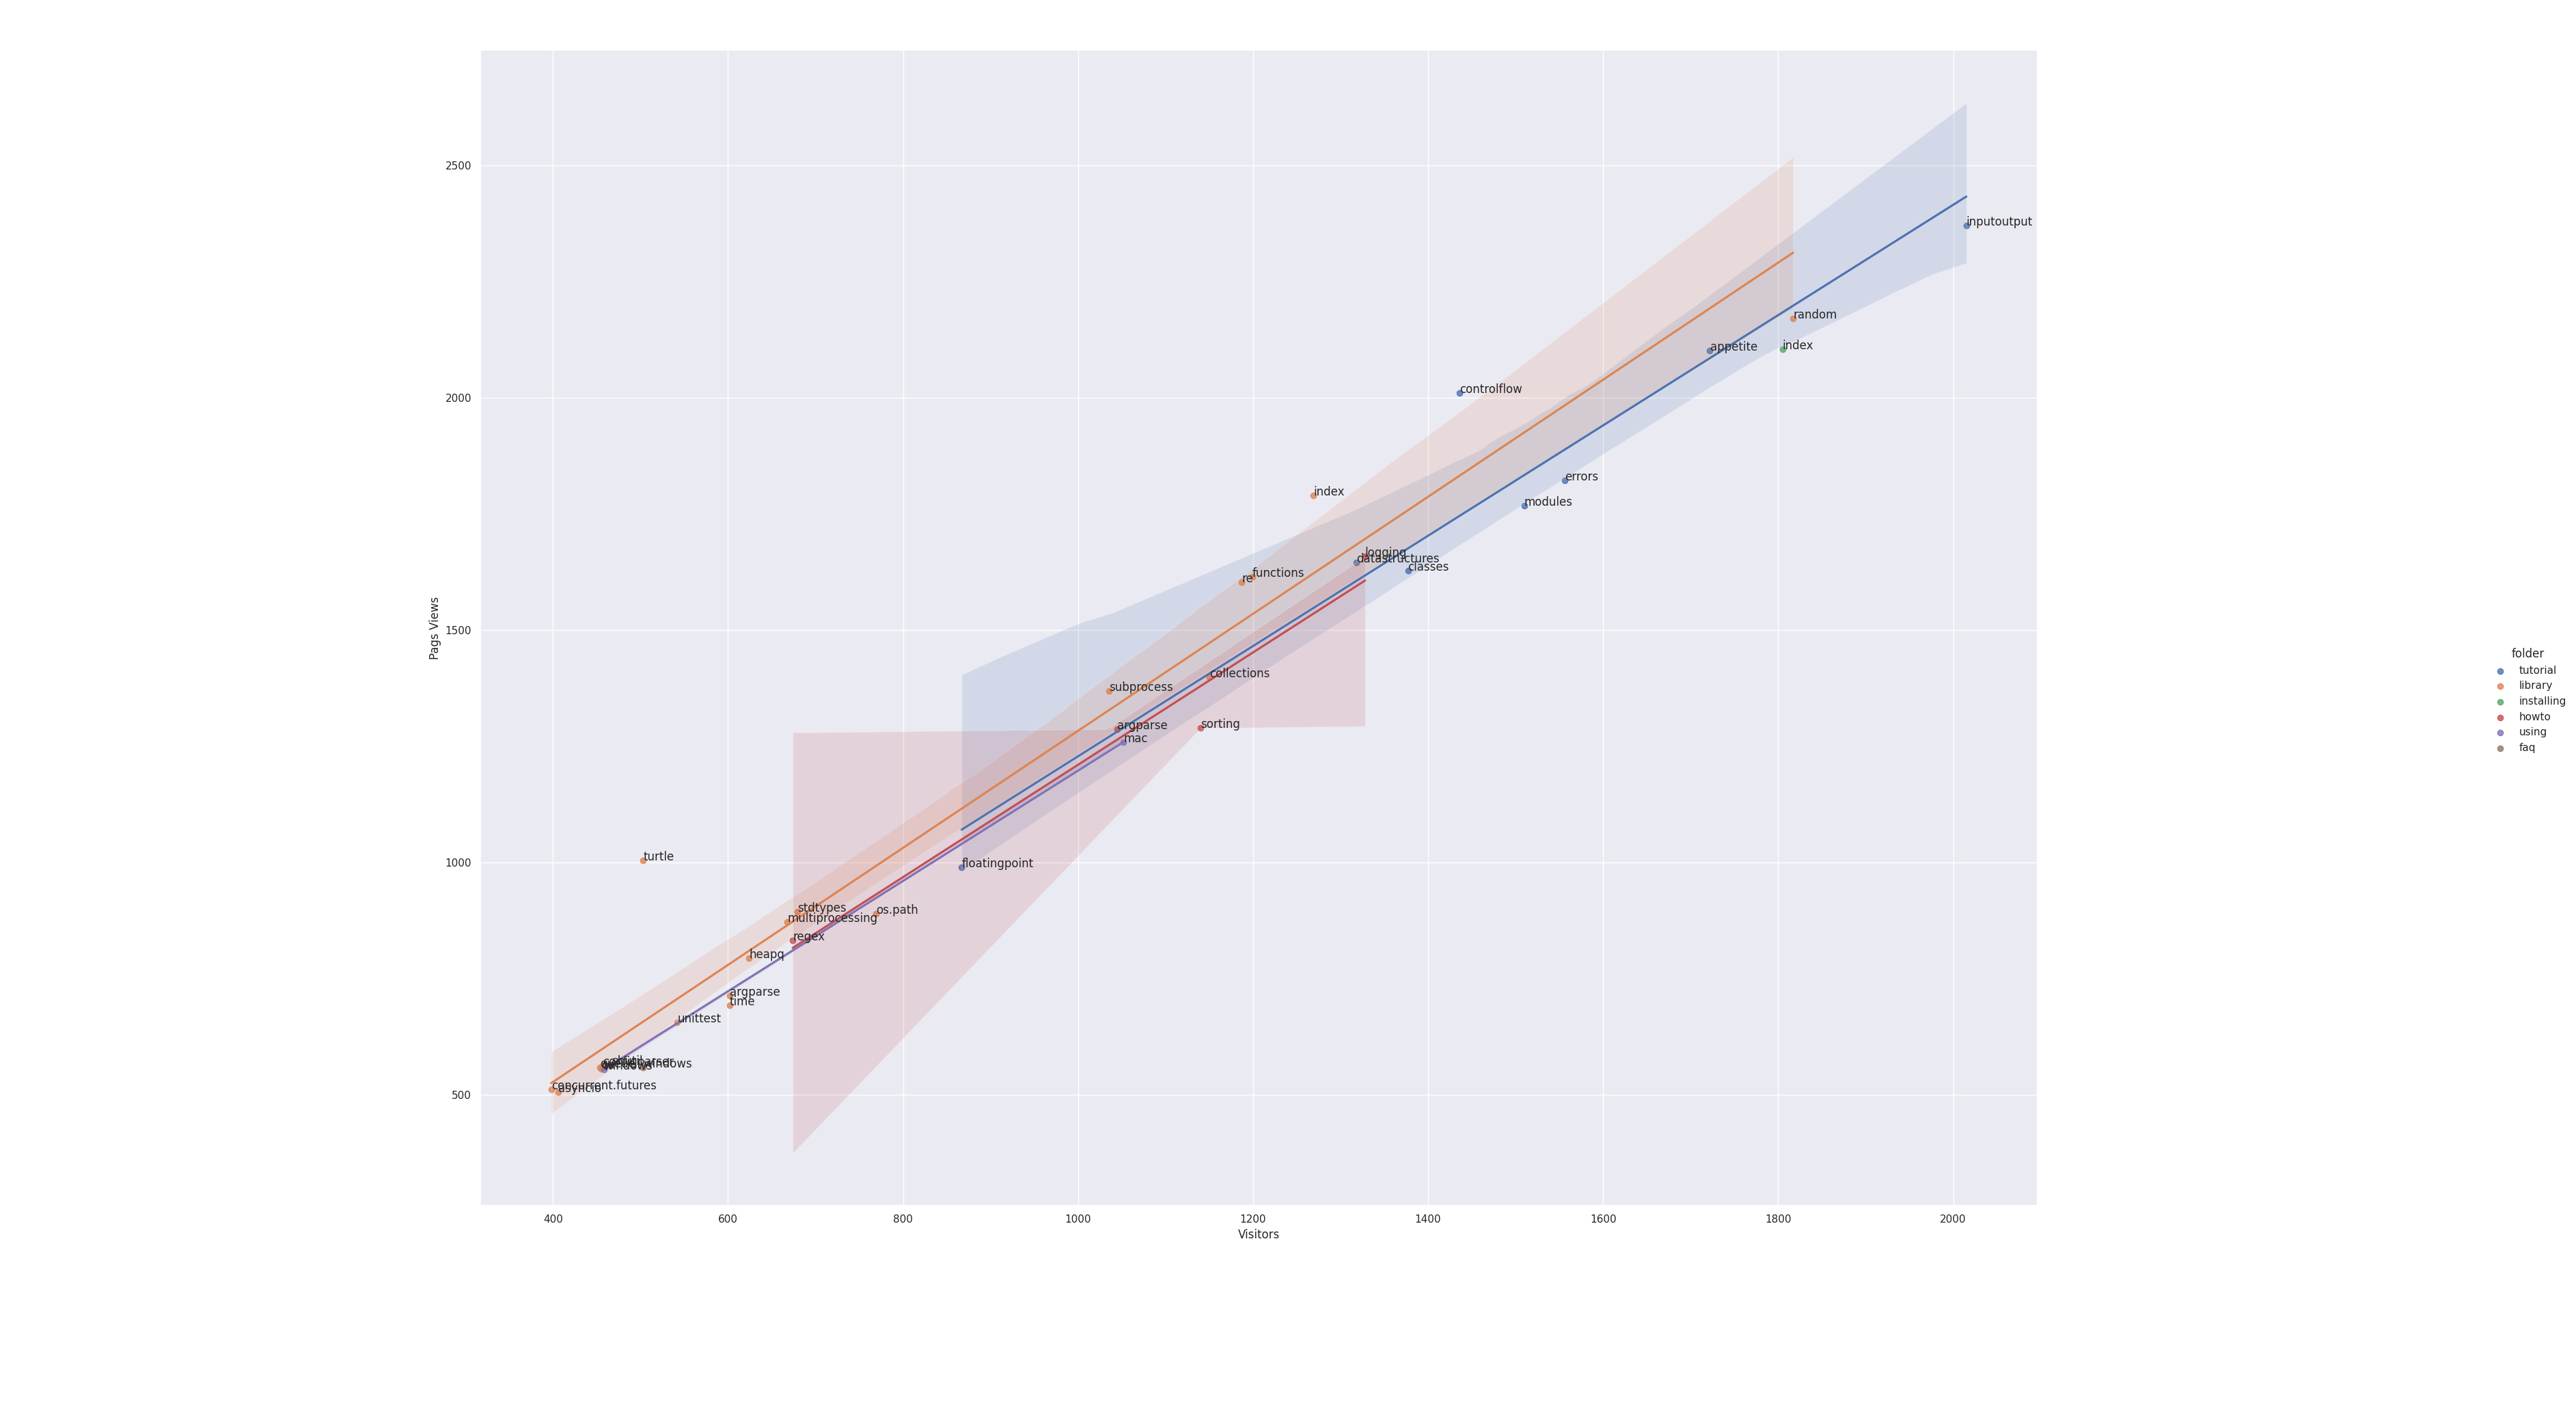 2500
inputoutput
random
index
appetite
2000
controlflow
errors
index
modules
logging
datastructures
classes
functions
re
1500
Pags Views
collections
subprocess
sorting
argparse
mac
1000
floatingpoint
turtle
stdtypes
os.path
multiprocessing
regex
heapq
argparse
time
unittest
windows
concurrent.futures
asyncio
500
400 600 800 1000 1200 1400 1600 1800 2000
Visitors
folder
tutorial
library
installing
howto
using
faq